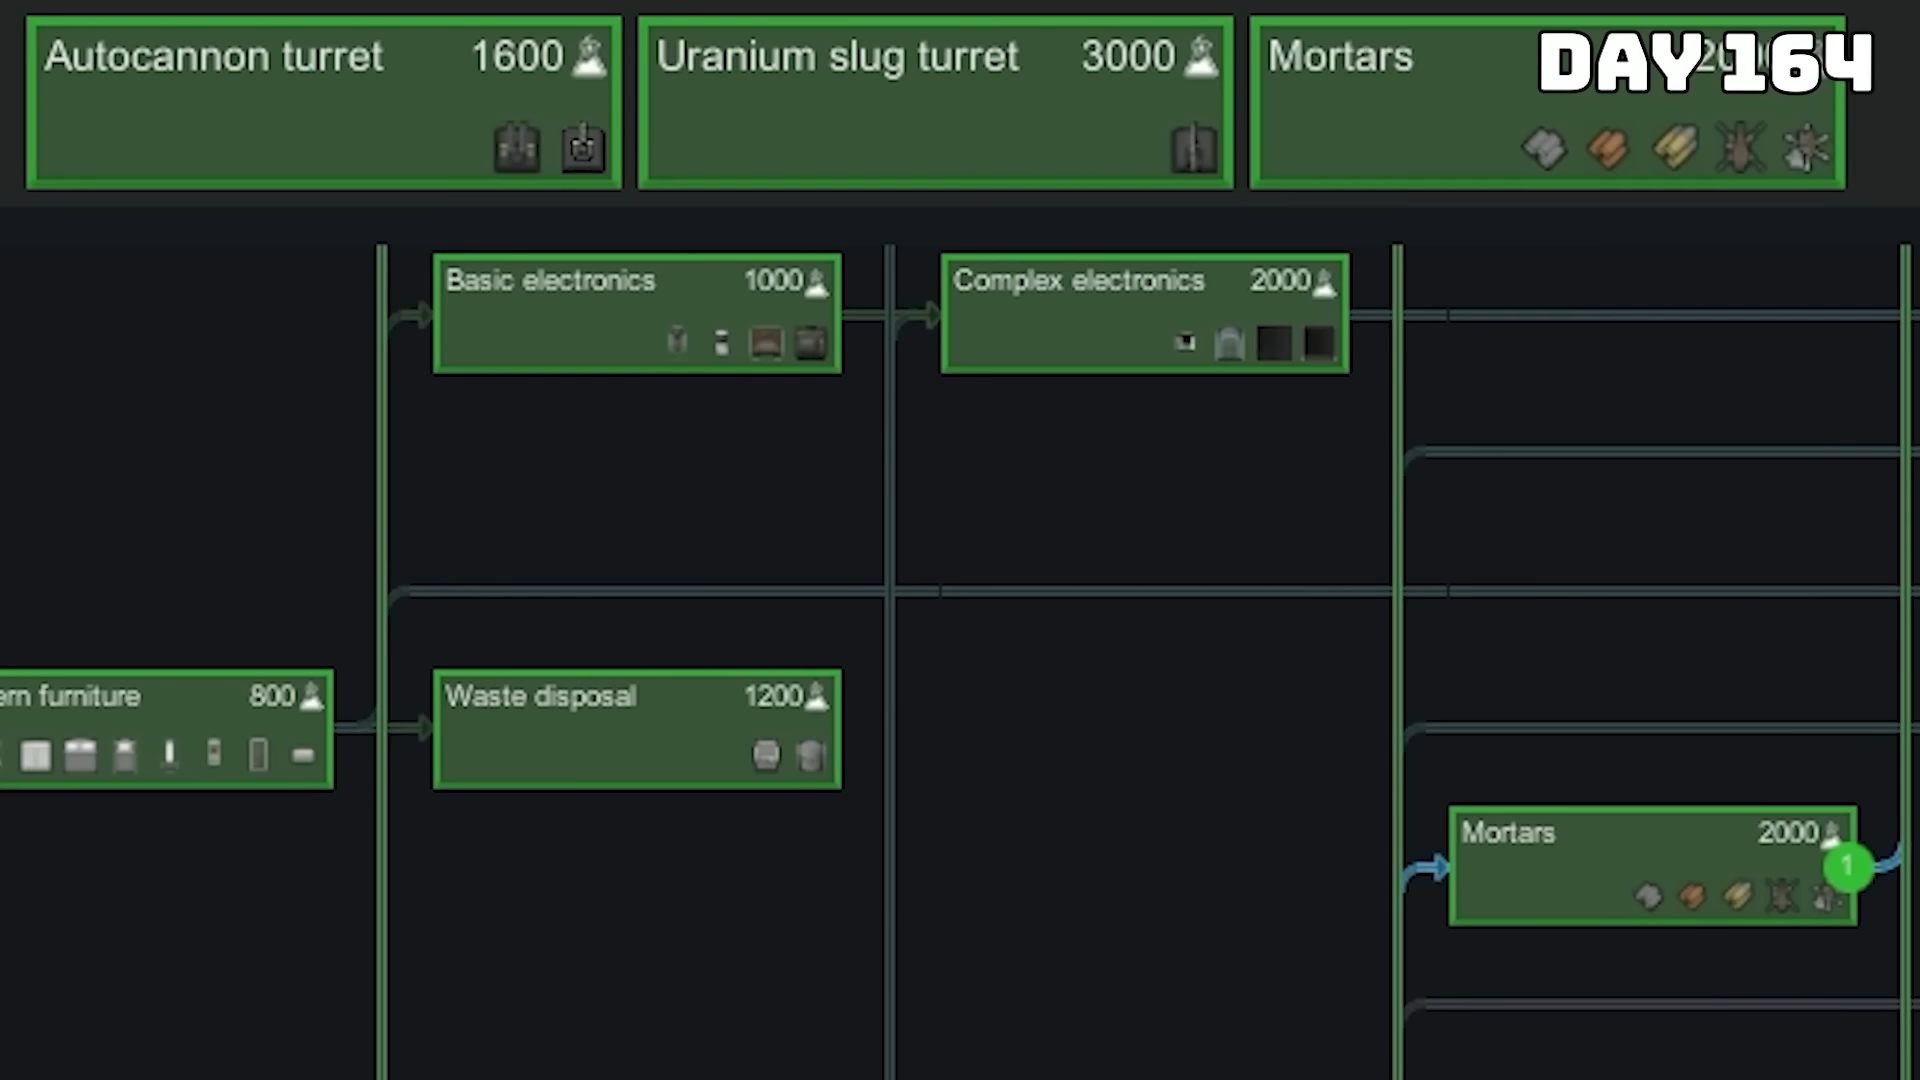 Autocannon turret 1600
Uranium slug turret 3000
Mortars
DAY 164
Basic electronics 1000
Complex electronics 2000
furniture 800
Waste disposal 1200
Mortars 2000
1